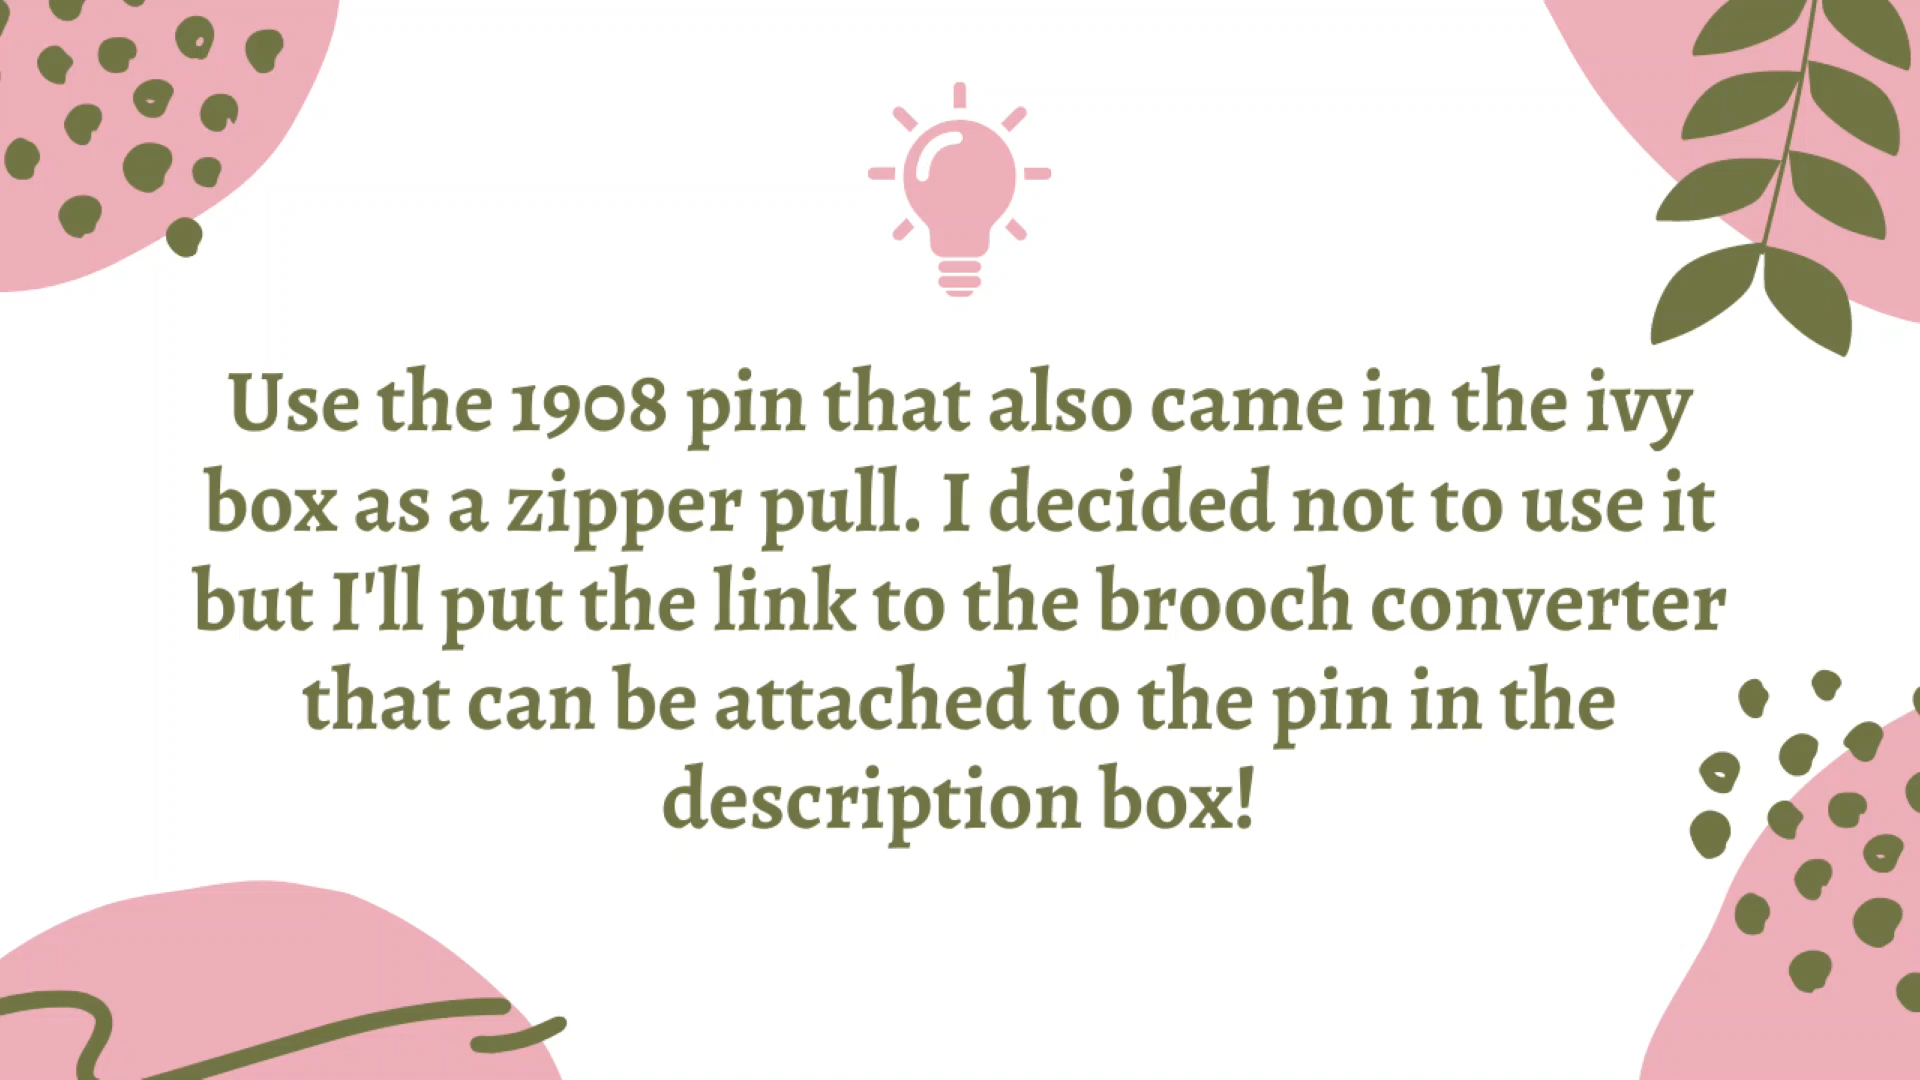 Use the 1908 pin that also came in the ivy
box as a zipper pull. I decided not to use it
but I'll put the link to the brooch converter
that can be attached to the pin in the
description box!